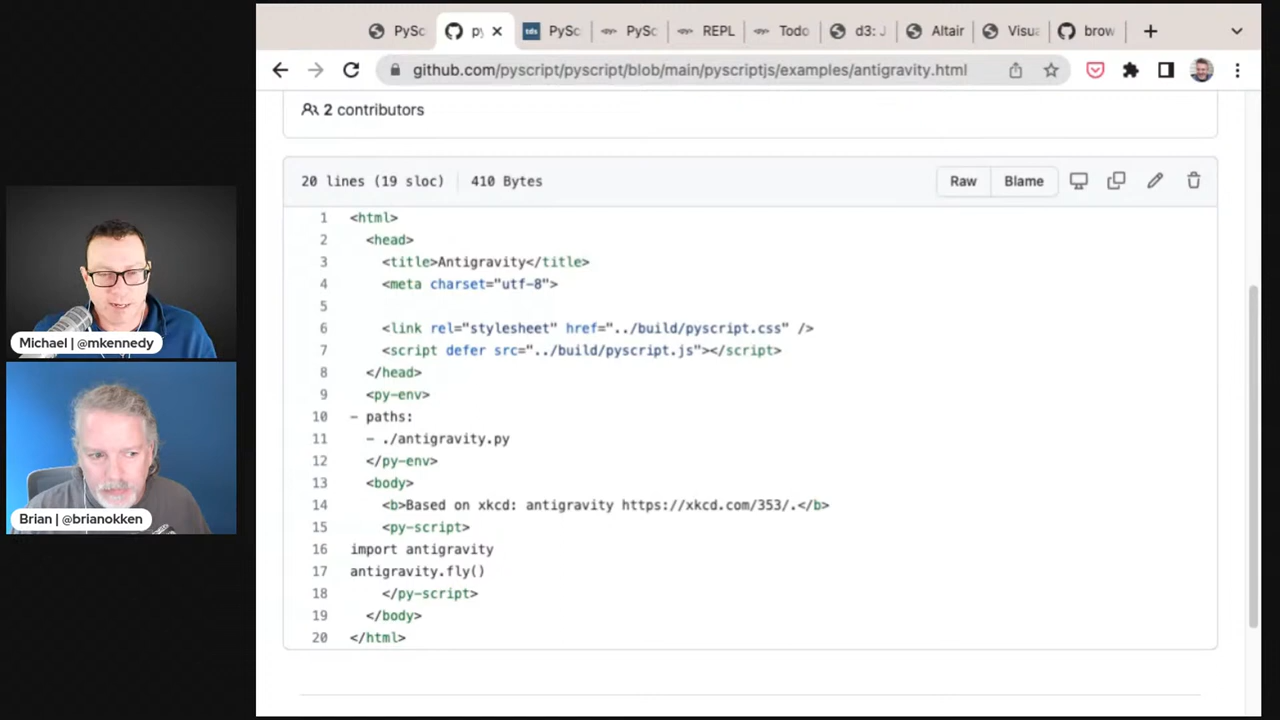 PySc
py
PySc
PySc
REPL
Todo
d3: J
Altair
Visua
brow
github.com/pyscript/pyscript/blob/main/pyscriptjs/examples/antigravity.html
2 contributors
20 lines (19 sloc)
410 Bytes
Raw
Blame
1 <html>
2 <head>
3 <title>Antigravity</title>
4 <meta charset="utf-8">
5
6 <link rel="stylesheet" href="../build/pyscript.css" />
7 <script defer src="../build/pyscript.js"></script>
8 </head>
9 <py-env>
10 - paths:
11 - ./antigravity.py
12 </py-env>
13 <body>
14 <b>Based on xkcd: antigravity https://xkcd.com/353/.</b>
15 <py-script>
16 import antigravity
17 antigravity.fly()
18 </py-script>
19 </body>
20 </html>
Michael | @mkennedy
Brian | @brianokken